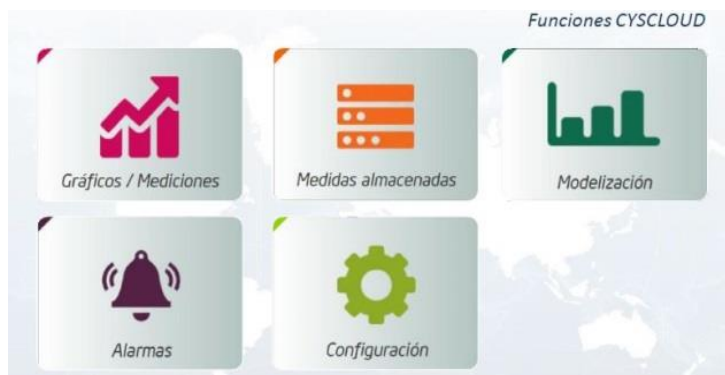 Funciones CYSCLOUD
Gráficos / Mediciones
Medidas almacenadas
Modelización
Alarmas
Configuración